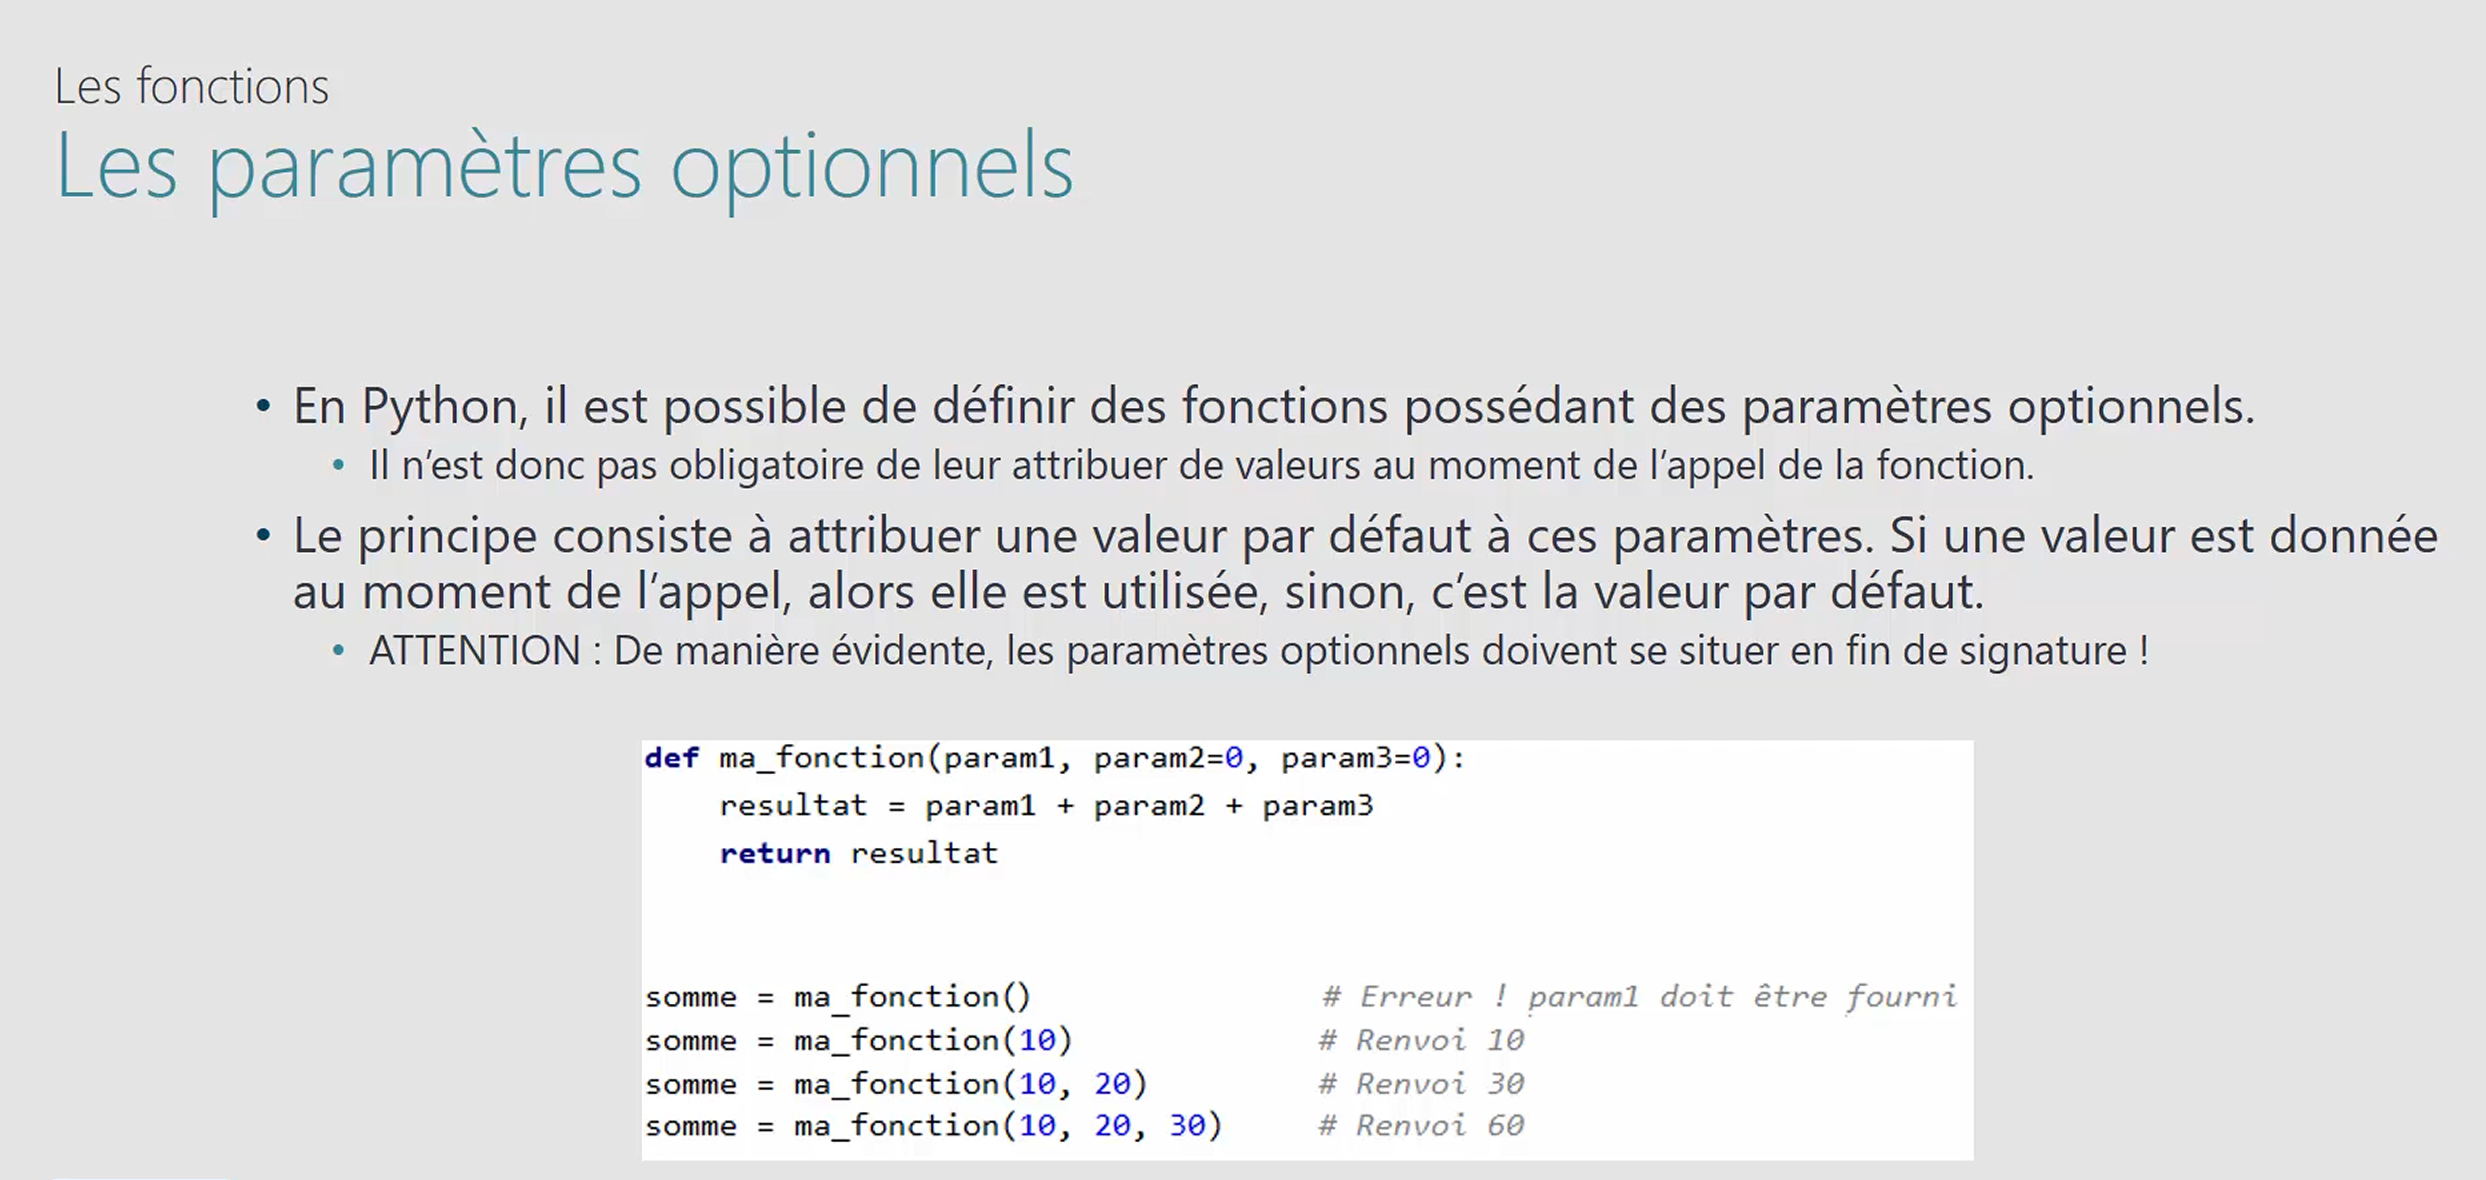 Les fonctions
Les paramètres optionnels
• En Python, il est possible de définir des fonctions possédant des paramètres optionnels.
• Il n’est donc pas obligatoire de leur attribuer de valeurs au moment de l’appel de la fonction.
• Le principe consiste à attribuer une valeur par défaut à ces paramètres. Si une valeur est donnée
au moment de l’appel, alors elle est utilisée, sinon, c’est la valeur par défaut.
• ATTENTION : De manière évidente, les paramètres optionnels doivent se situer en fin de signature !
def ma_fonction(param1, param2=0, param3=0):
    resultat = param1 + param2 + param3
    return resultat
somme = ma_fonction() # Erreur ! param1 doit être fourni
somme = ma_fonction(10) # Renvoi 10
somme = ma_fonction(10, 20) # Renvoi 30
somme = ma_fonction(10, 20, 30) # Renvoi 60